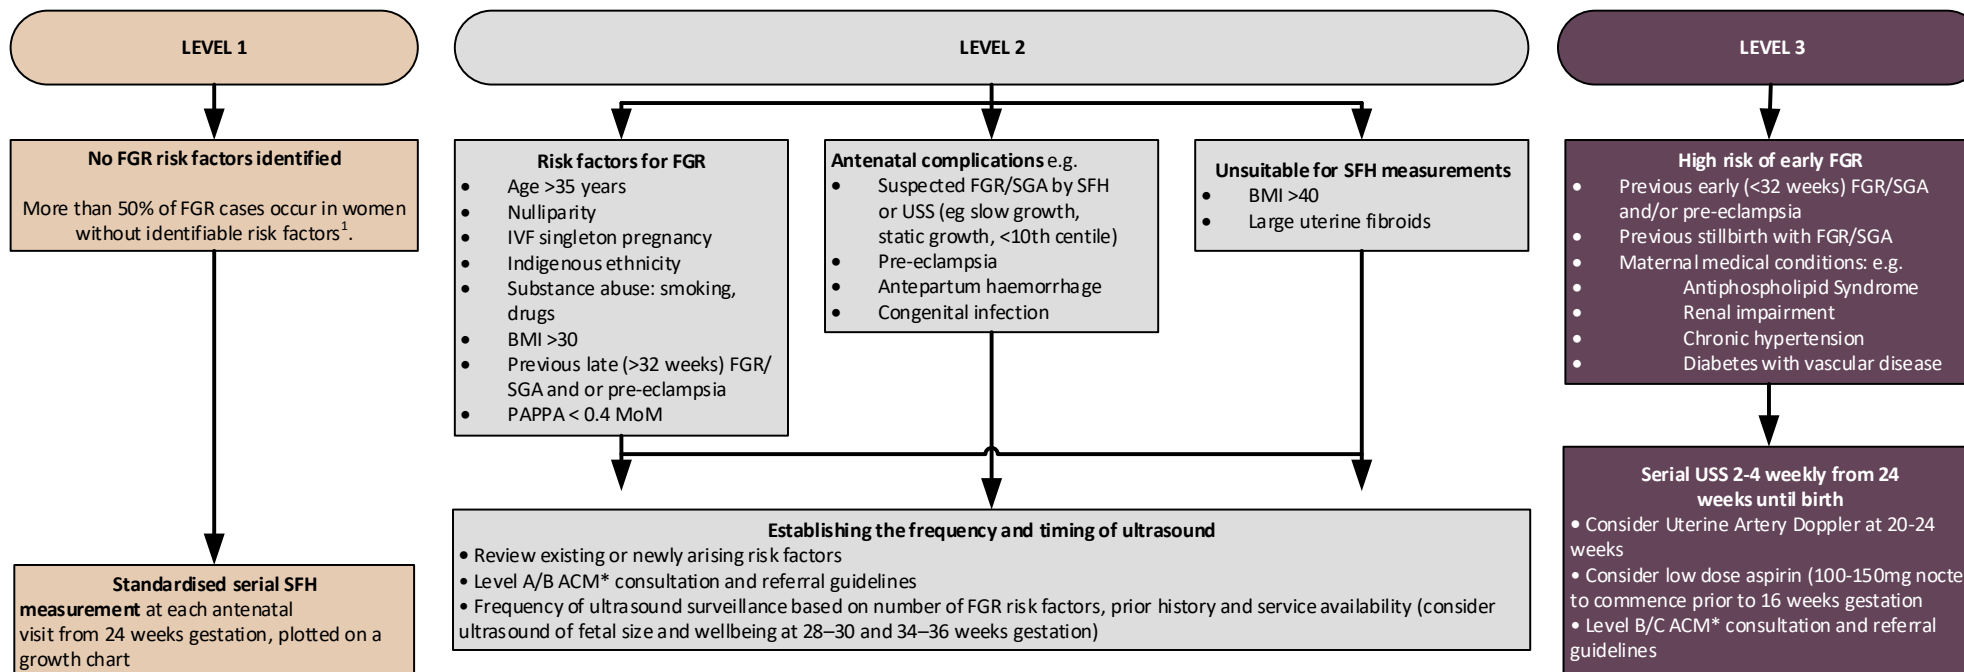 LEVEL 1
No FGR risk factors identified
More than 50% of FGR cases occur in women
without identifiable risk factors¹.
Standardised serial SFH
measurement at each antenatal
visit from 24 weeks gestation, plotted on a
growth chart
LEVEL 2
Risk factors for FGR
• Age >35 years
• Nulliparity
• IVF singleton pregnancy
• Indigenous ethnicity
• Substance abuse: smoking,
drugs
• BMI >30
• Previous late (>32 weeks) FGR/
SGA and or pre-eclampsia
• PAPPA < 0.4 MoM
Antenatal complications e.g.
• Suspected FGR/SGA by SFH
or USS (eg slow growth,
static growth, <10th centile)
• Pre-eclampsia
• Antepartum haemorrhage
• Congenital infection
Unsuitable for SFH measurements
• BMI >40
• Large uterine fibroids
Establishing the frequency and timing of ultrasound
• Review existing or newly arising risk factors
• Level A/B ACM* consultation and referral guidelines
• Frequency of ultrasound surveillance based on number of FGR risk factors, prior history and service availability (consider
ultrasound of fetal size and wellbeing at 28–30 and 34–36 weeks gestation)
LEVEL 3
High risk of early FGR
• Previous early (<32 weeks) FGR/SGA
and/or pre-eclampsia
• Previous stillbirth with FGR/SGA
• Maternal medical conditions: e.g.
• Antiphospholipid Syndrome
• Renal impairment
• Chronic hypertension
• Diabetes with vascular disease
Serial USS 2-4 weekly from 24
weeks until birth
• Consider Uterine Artery Doppler at 20-24
weeks
• Consider low dose aspirin (100-150mg nocte
to commence prior to 16 weeks gestation
• Level B/C ACM* consultation and referral
guidelines